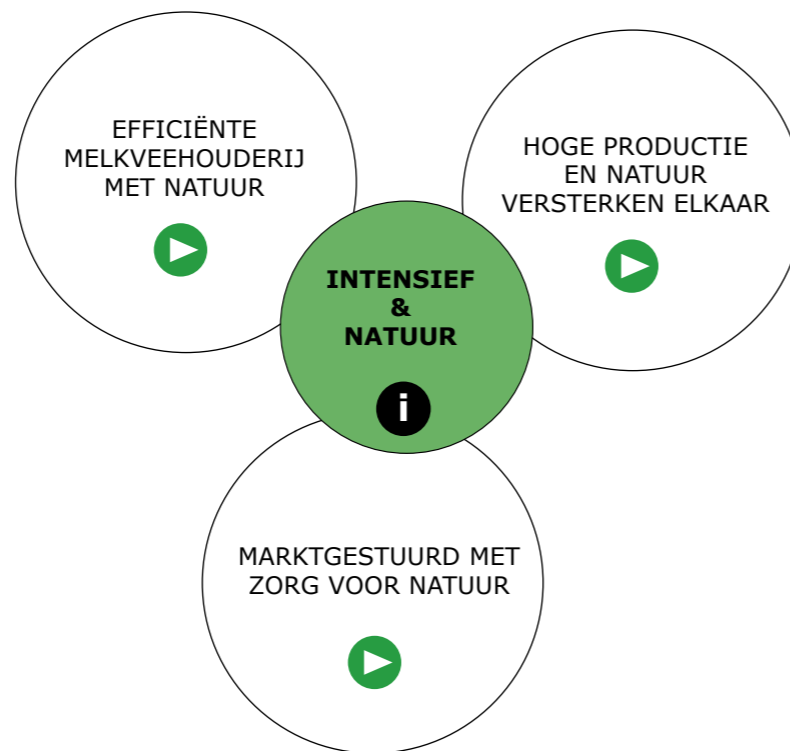 EFFICIËNTE
MELKVEEHOUDERIJ
MET NATUUR
HOGE PRODUCTIE
EN NATUUR
VERSTERKEN ELKAAR
INTENSIEF
&
NATUUR
i
MARKTGESTUURD MET
ZORG VOOR NATUUR